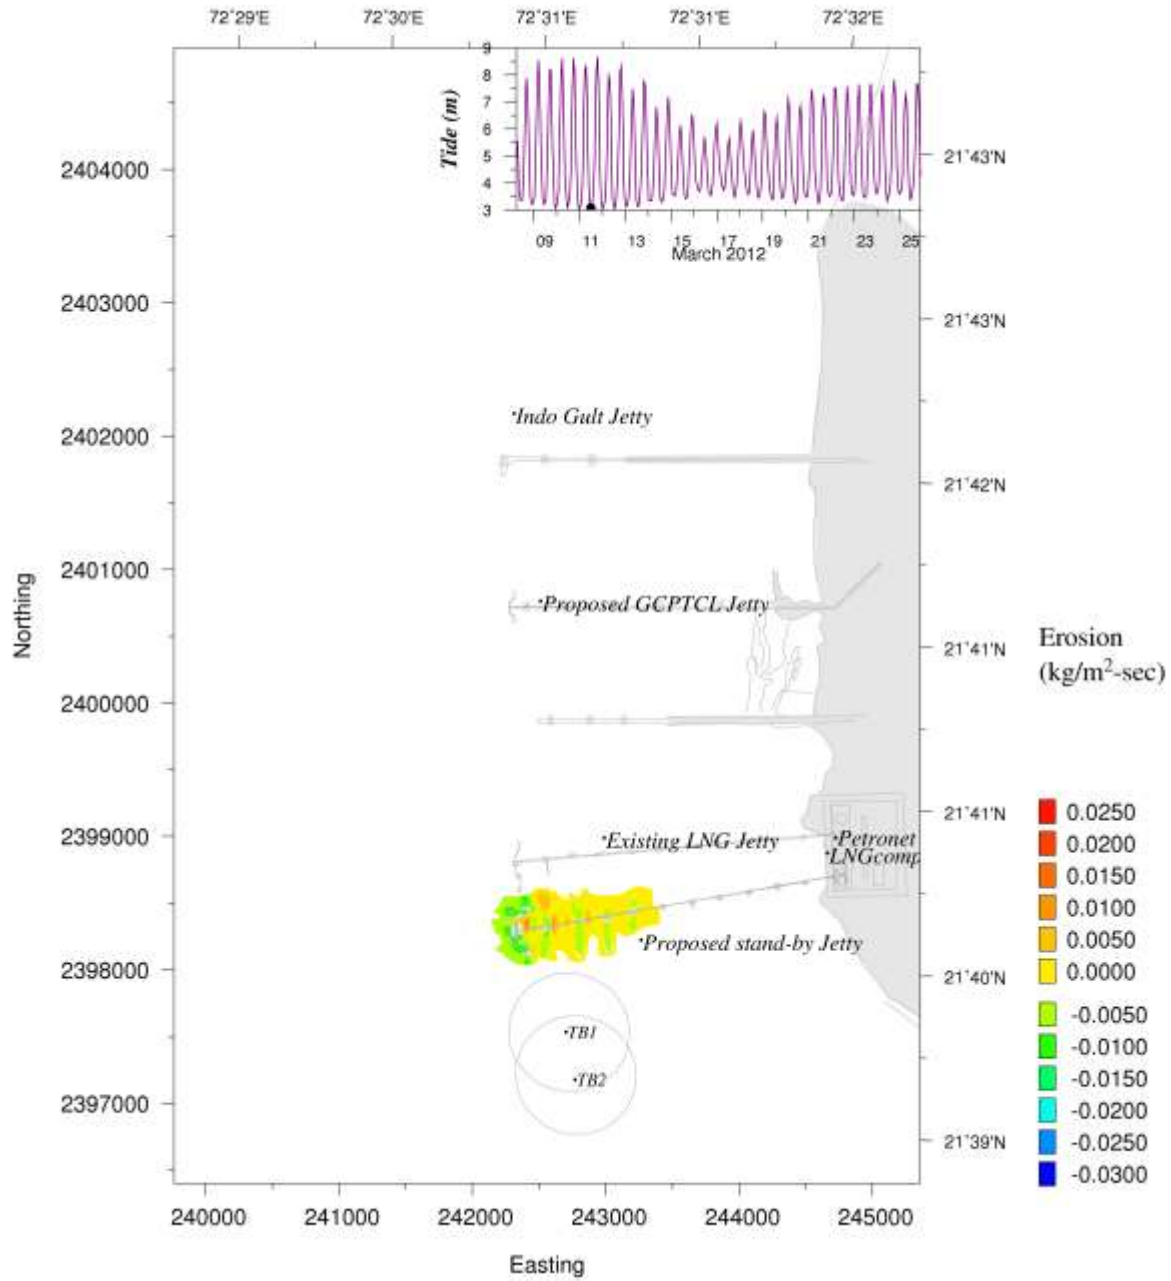 72°29'E 72°30'E 72°31'E 72°31'E 72°32'E
Tide (m)
9
8
7
6
5
4
3
09 11 13 15 17 19 21 23 25
March 2012
2404000
2403000
2402000
2401000
2400000
2399000
2398000
2397000
Northing
21°43'N
21°43'N
21°42'N
21°41'N
21°41'N
21°40'N
21°39'N
Indo Gult Jetty
Proposed GCPTCL Jetty
Existing LNG Jetty
Petronet
LNGcomp
Proposed stand-by Jetty
TB1
TB2
240000 241000 242000 243000 244000 245000
Easting
Erosion
(kg/m²-sec)
0.0250
0.0200
0.0150
0.0100
0.0050
0.0000
-0.0050
-0.0100
-0.0150
-0.0200
-0.0250
-0.0300